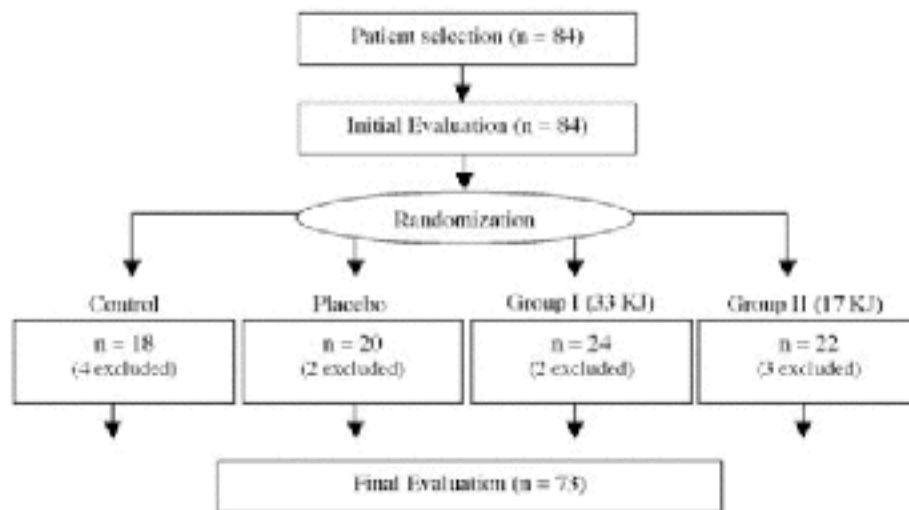 Patient selection (n = 84)
Initial Evaluation (n = 84)
Randomization
Control
n = 18
(4 excluded)
Placebo
n = 20
(2 excluded)
Group I (33 KJ)
n = 24
(2 excluded)
Group II (17 KJ)
n = 22
(3 excluded)
Final Evaluation (n = 73)